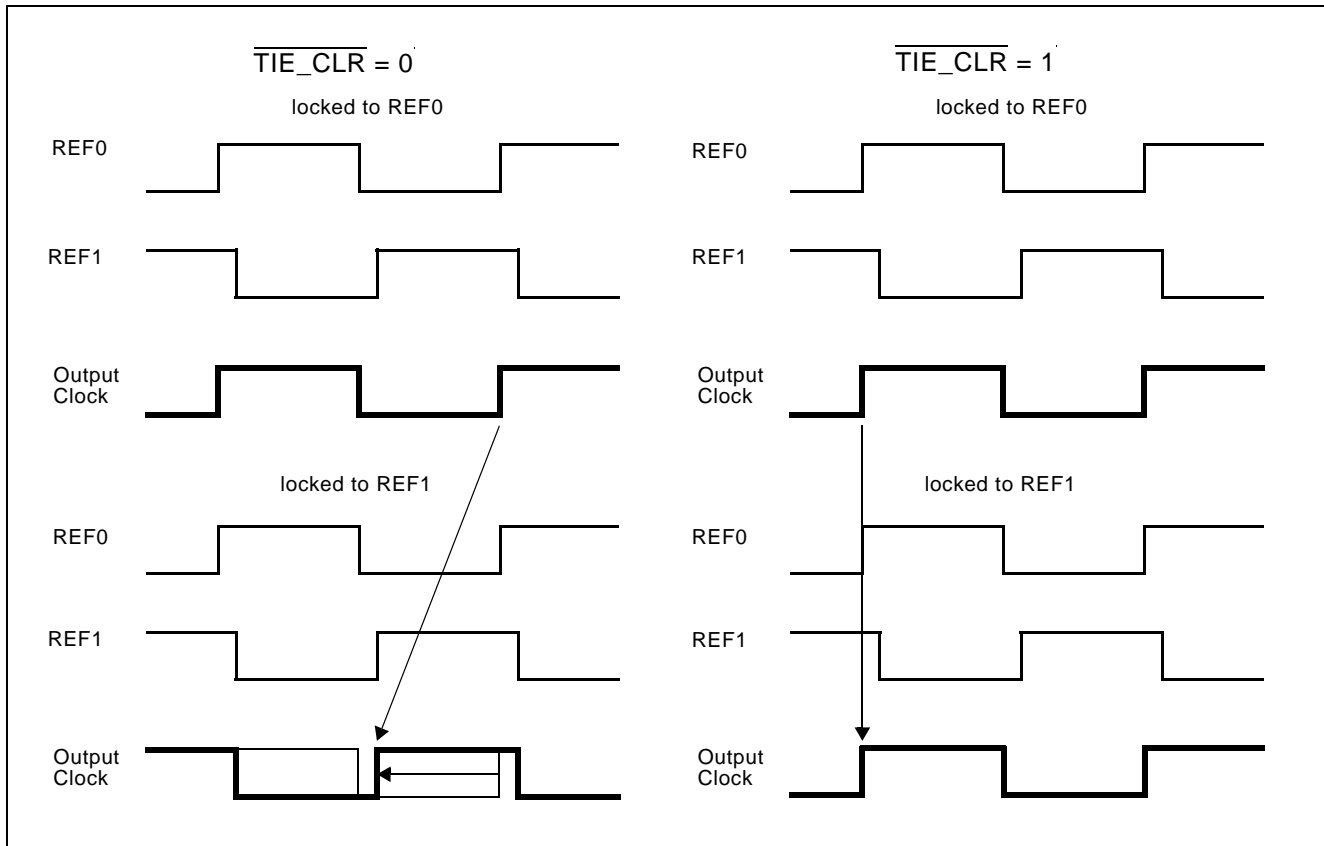 TIE_CLR = 0
locked to REF0
REF0
REF1
Output
Clock
locked to REF1
REF0
REF1
Output
Clock
TIE_CLR = 1
locked to REF0
REF0
REF1
Output
Clock
locked to REF1
REF0
REF1
Output
Clock